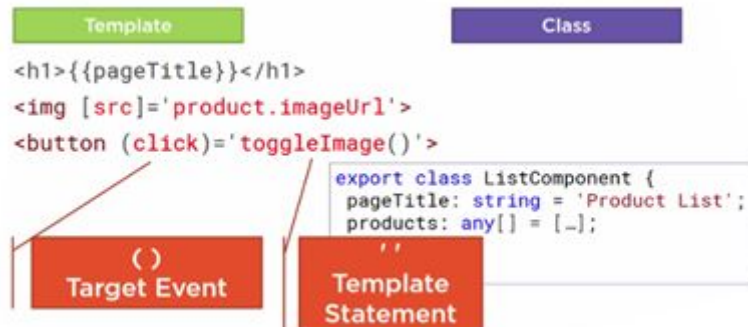 Template
Class
<h1>{{pageTitle}}</h1>
<img [src]='product.imageUrl'>
<button (click)='toggleImage()'>
export class ListComponent {
pageTitle: string = 'Product List';
products: any[] = […];
()
Target Event
' '
Template
Statement